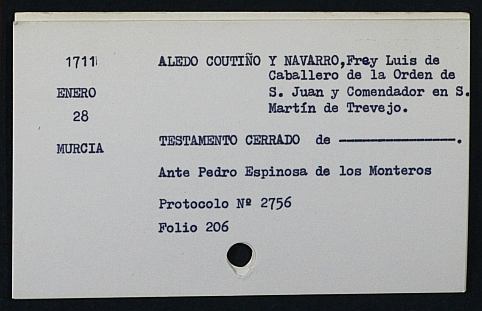 1711 ALEDO COUTIÑO Y NAVARRO,Frey Luis de
Caballero de la Orden de
ENERO S. Juan y Comendador en S.
28 Martín de Trevejo.
MURCIA TESTAMENTO CERRADO de ----------------.
Ante Pedro Espinosa de los Monteros
Protocolo Nº 2756
Folio 206